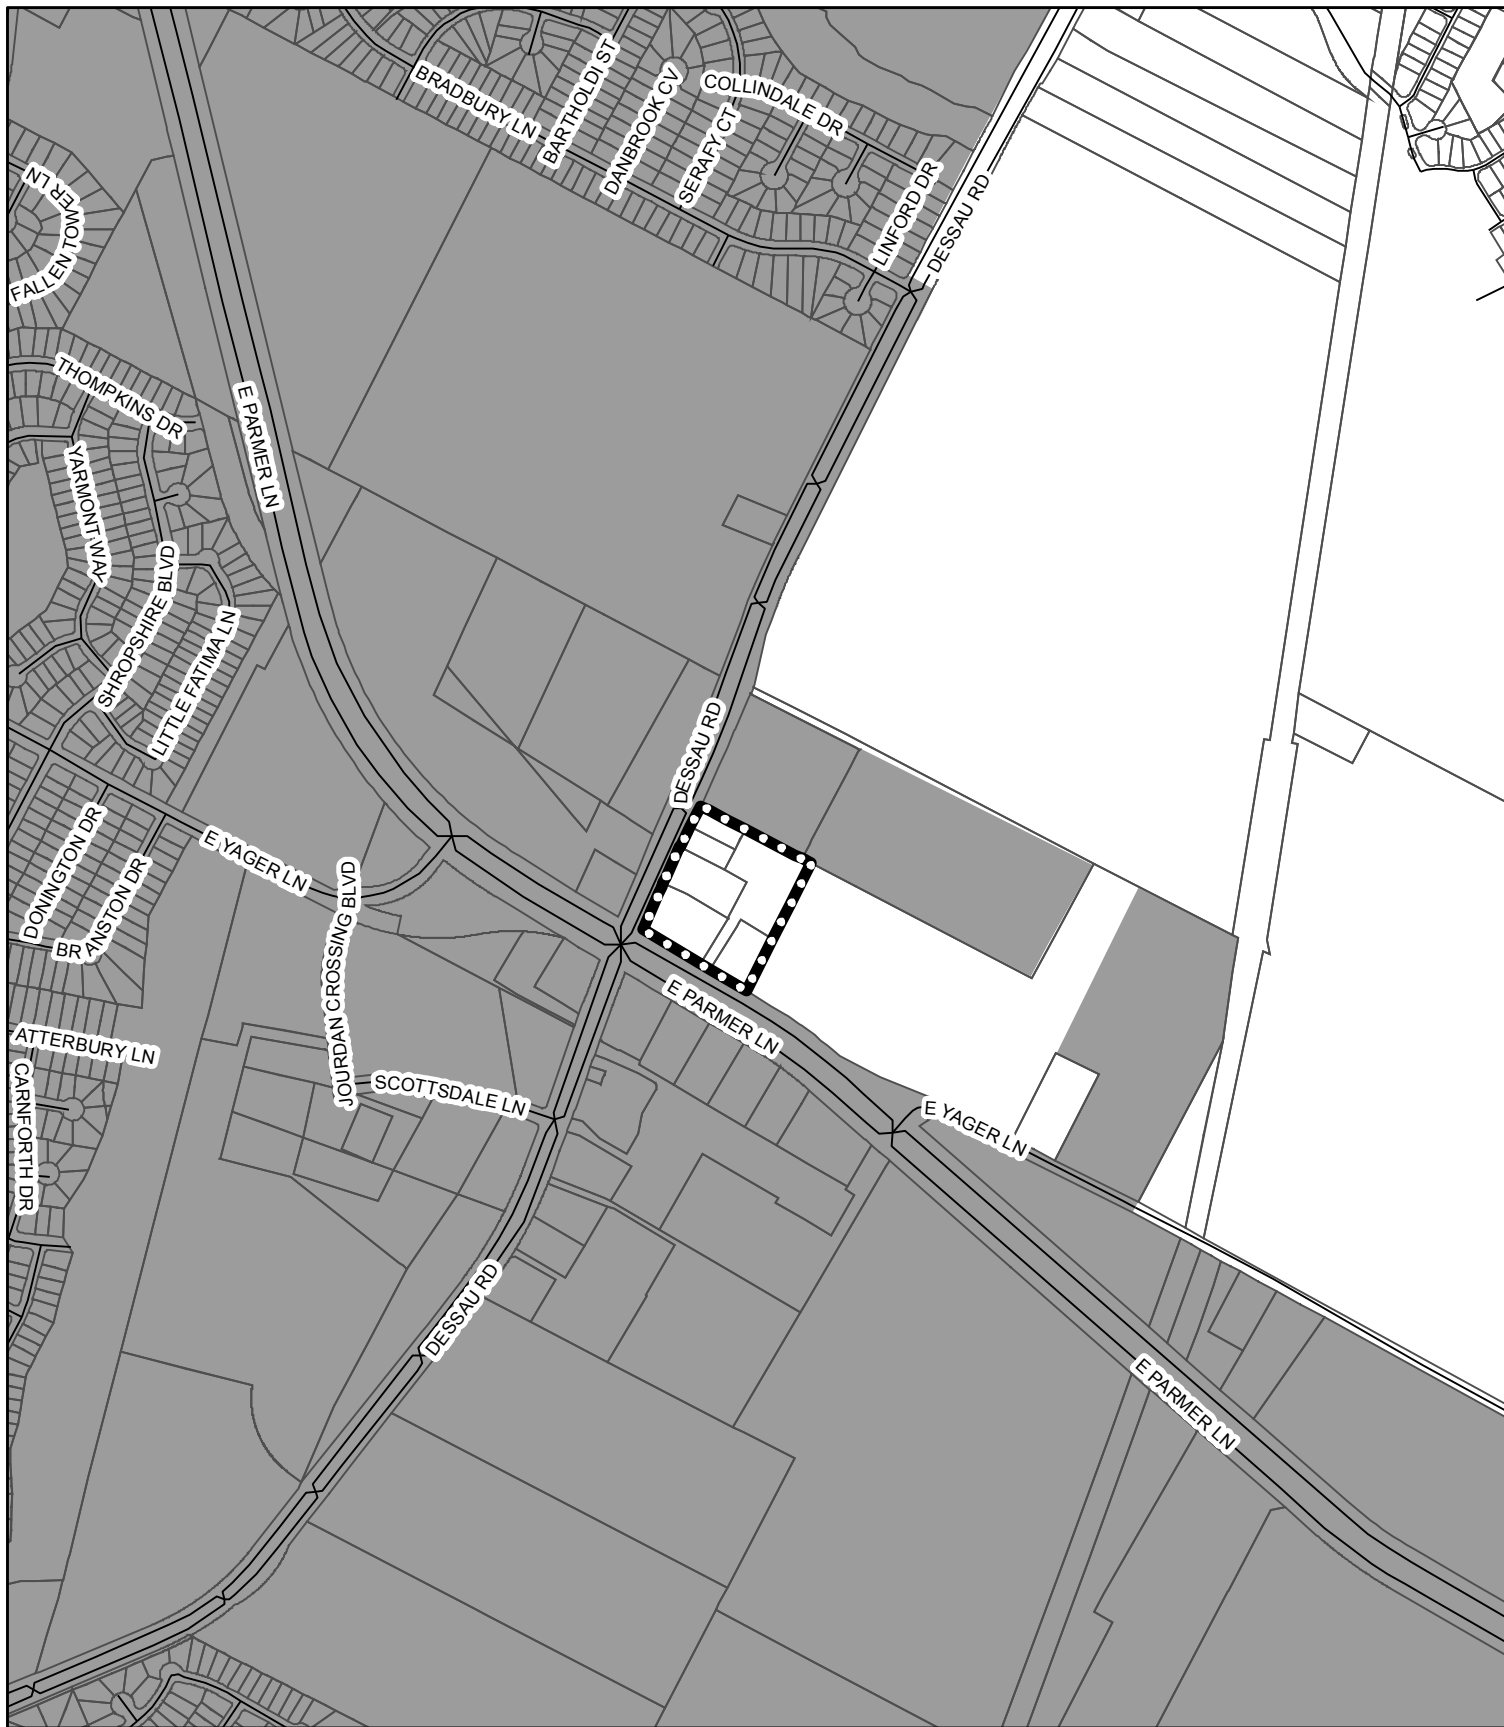 BRADBURY LN
BARTHOLDI ST
DANBROOK CV
SERAFY CT
COLLINDALE DR
LINFORD DR
DESSAU RD
FALLEN TOWER LN
THOMPKINS DR
E PARMER LN
YARMONT WAY
SHROPSHIRE BLVD
LITTLE FATIMA LN
DESSAU RD
DONINGTON DR
BRANSTON DR
E YAGER LN
JOURDAN CROSSING BLVD
E PARMER LN
ATTERBURY LN
CARNFORTH DR
SCOTTSDALE LN
E YAGER LN
DESSAU RD
E PARMER LN